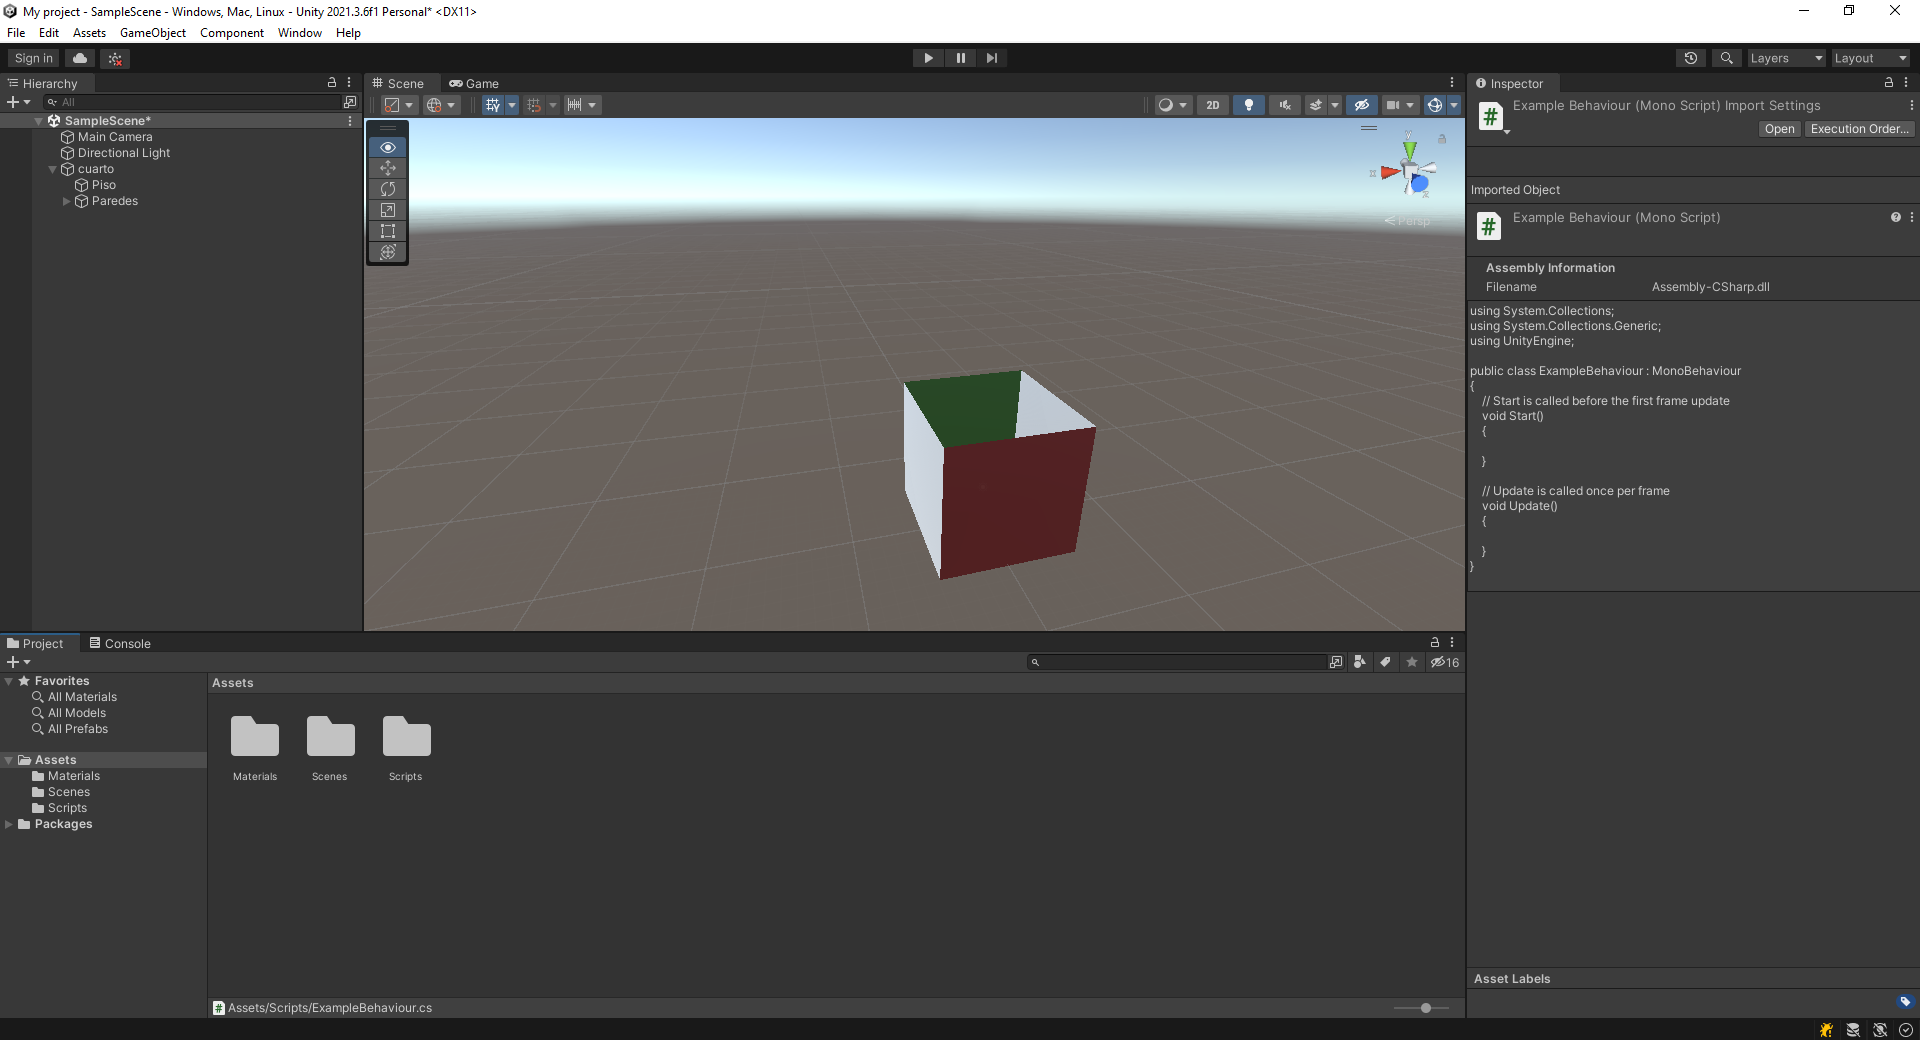 My project - SampleScene - Windows, Mac, Linux - Unity 2021.3.6f1 Personal* <DX11>
File Edit Assets GameObject Component Window Help
Sign in
Layers
Layout
Hierarchy
All
SampleScene*
Main Camera
Directional Light
cuarto
Piso
Paredes
Scene Game
2D
y
x
z
Persp
Inspector
Example Behaviour (Mono Script) Import Settings
Open Execution Order...
Imported Object
Example Behaviour (Mono Script)
Assembly Information
Filename Assembly-CSharp.dll
using System.Collections;
using System.Collections.Generic;
using UnityEngine;
public class ExampleBehaviour : MonoBehaviour
{
// Start is called before the first frame update
void Start()
{
}
// Update is called once per frame
void Update()
{
}
}
Asset Labels
Project Console
16
Favorites
All Materials
All Models
All Prefabs
Assets
Materials
Scenes
Scripts
Packages
Assets
Materials
Scenes
Scripts
Assets/Scripts/ExampleBehaviour.cs